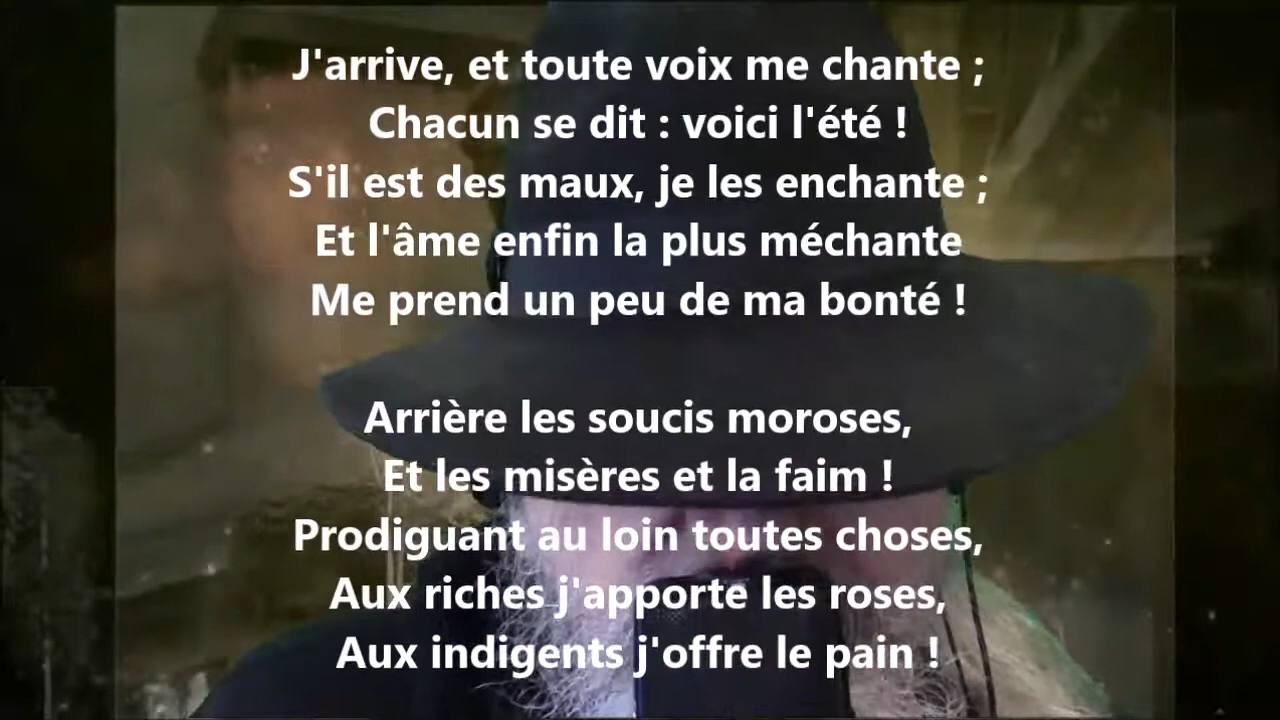 J'arrive, et toute voix me chante ;
Chacun se dit : voici l'été !
S'il est des maux, je les enchante ;
Et l'âme enfin la plus méchante
Me prend un peu de ma bonté !
Arrière les soucis moroses,
Et les misères et la faim !
Prodiguant au loin toutes choses,
Aux riches j'apporte les roses,
Aux indigents j'offre le pain !